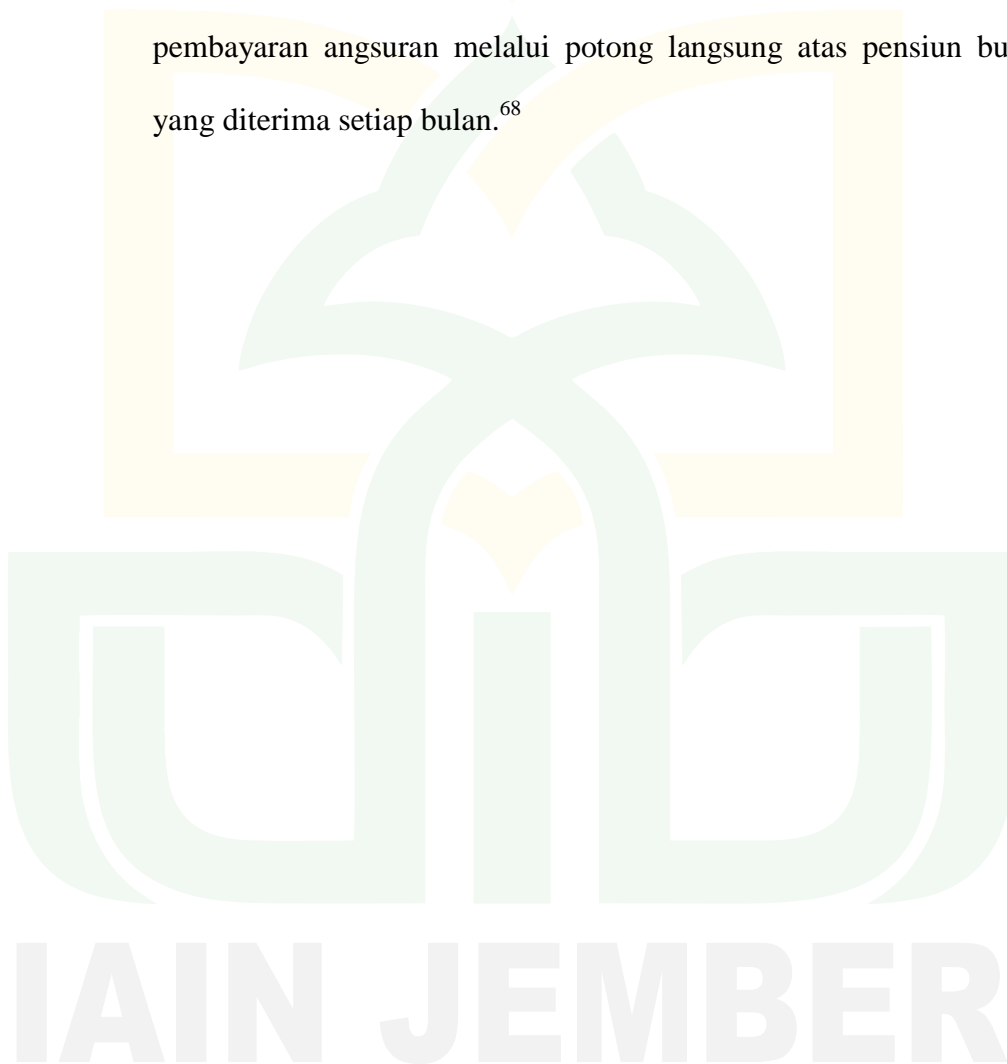 pembayaran angsuran melalui potong langsung atas pensiun bu
yang diterima setiap bulan.68
IAIN JEMBER